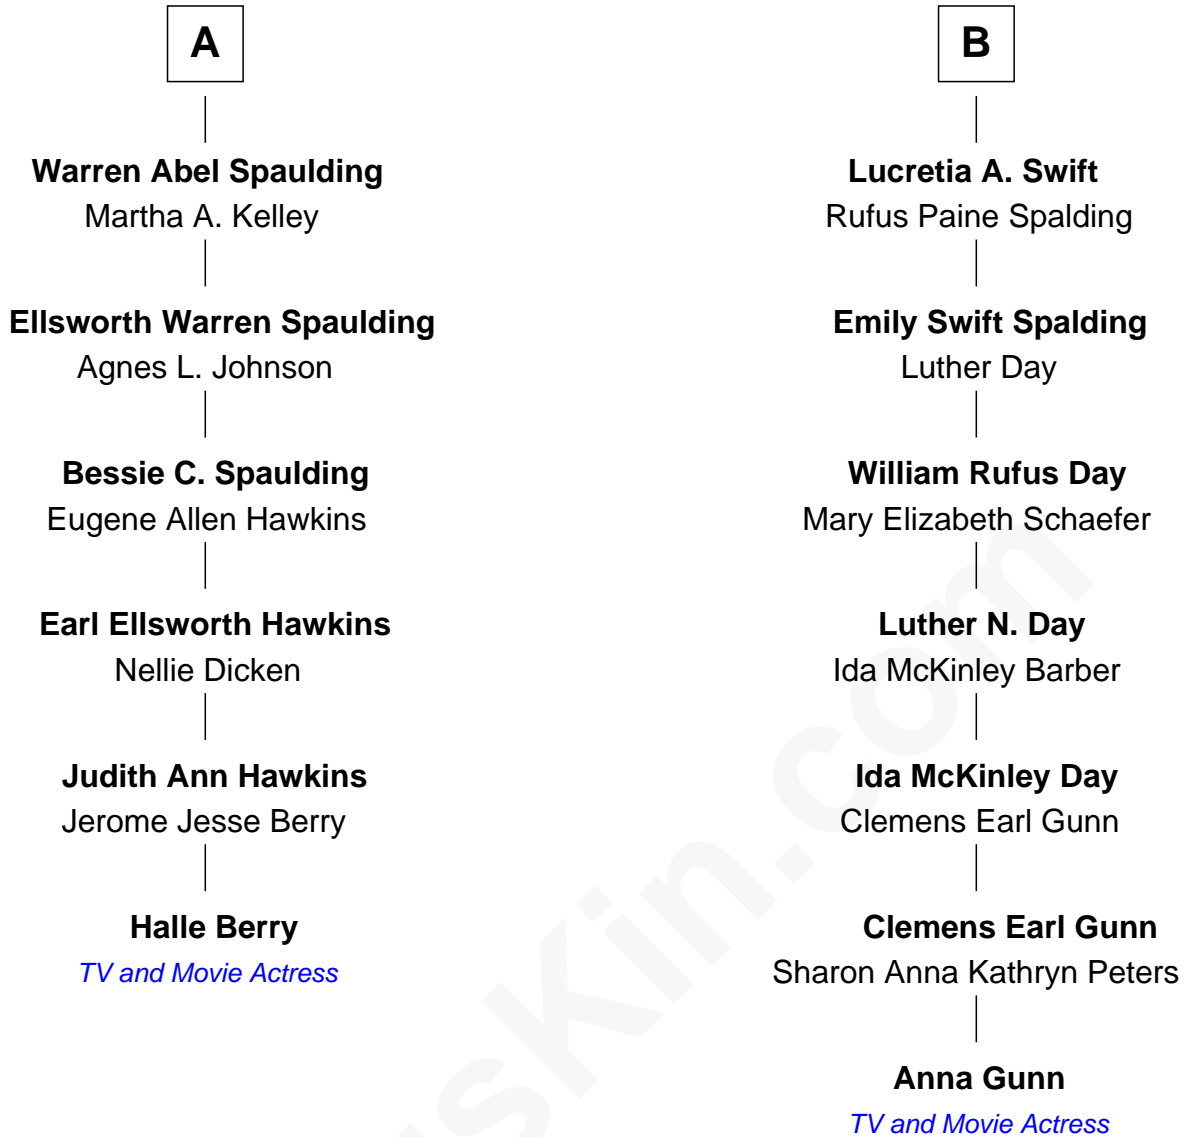 A
Warren Abel Spaulding
Martha A. Kelley
Ellsworth Warren Spaulding
Agnes L. Johnson
Bessie C. Spaulding
Eugene Allen Hawkins
Earl Ellsworth Hawkins
Nellie Dicken
Judith Ann Hawkins
Jerome Jesse Berry
Halle Berry
TV and Movie Actress
B
Lucretia A. Swift
Rufus Paine Spalding
Emily Swift Spalding
Luther Day
William Rufus Day
Mary Elizabeth Schaefer
Luther N. Day
Ida McKinley Barber
Ida McKinley Day
Clemens Earl Gunn
Clemens Earl Gunn
Sharon Anna Kathryn Peters
Anna Gunn
TV and Movie Actress